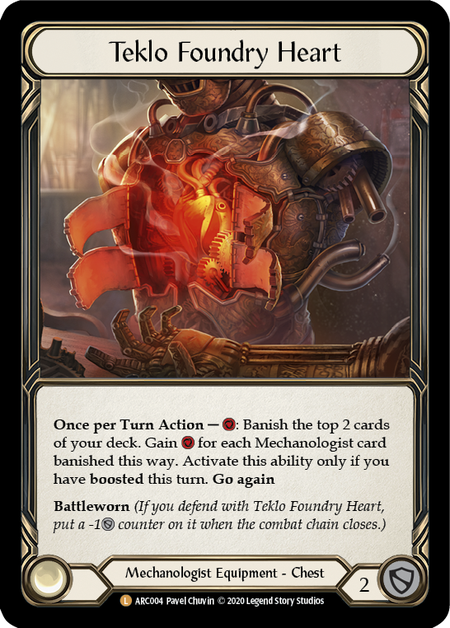 Teklo Foundry Heart
Once per Turn Action — : Banish the top 2 cards
of your deck. Gain for each Mechanologist card
banished this way. Activate this ability only if you
have boosted this turn. Go again
Battleworn (If you defend with Teklo Foundry Heart,
put a -1 counter on it when the combat chain closes.)
Mechanologist Equipment - Chest
2
L ARC004 Pavel Chuvin © 2020 Legend Story Studios